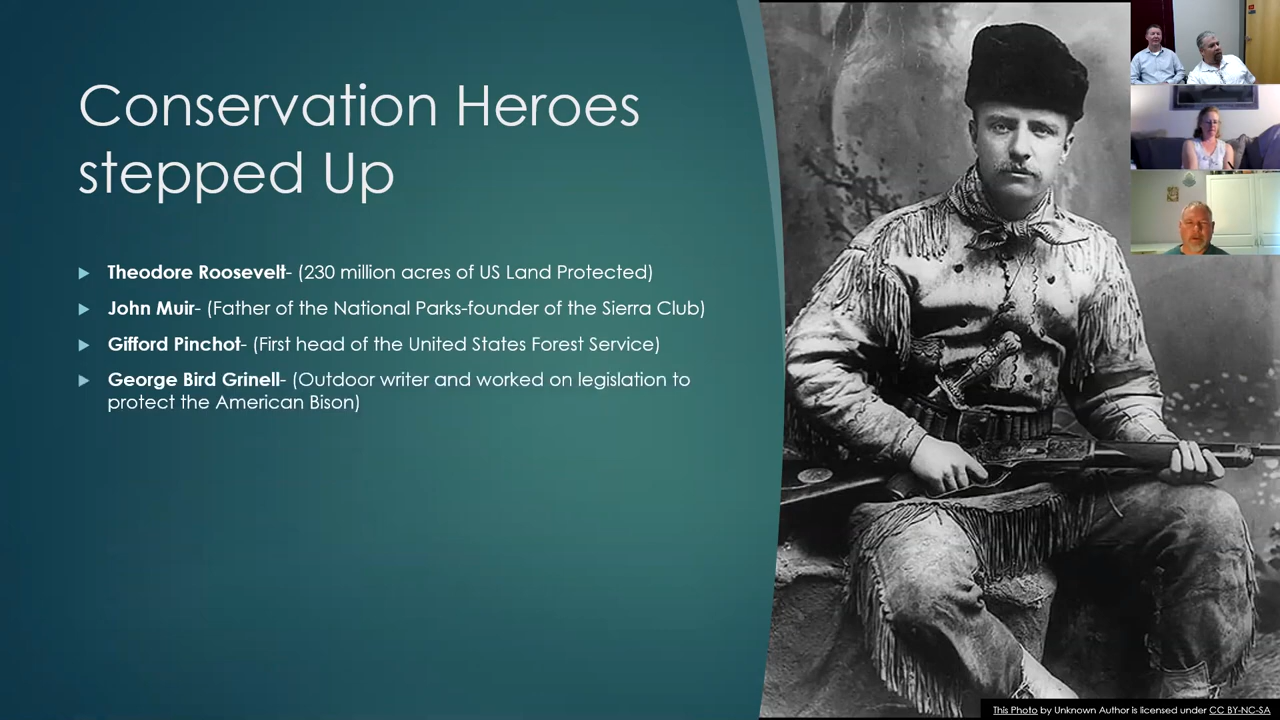 Conservation Heroes
stepped Up
Theodore Roosevelt- (230 million acres of US Land Protected)
John Muir- (Father of the National Parks-founder of the Sierra Club)
Gifford Pinchot- (First head of the United States Forest Service)
George Bird Grinell- (Outdoor writer and worked on legislation to
protect the American Bison)
This Photo by Unknown Author is licensed under CC BY-NC-SA